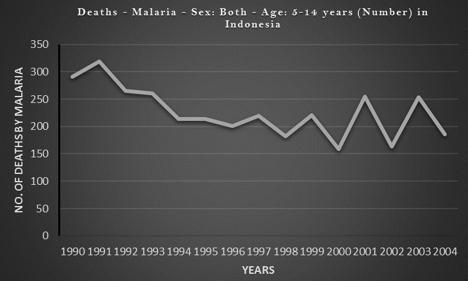 Deaths - Malaria - Sex: Both - Age: 5-14 years (Number) in
Indonesia
350
300
250
200
150
100
50
0
NO. OF DEATHS BY MALARIA
1990 1991 1992 1993 1994 1995 1996 1997 1998 1999 2000 2001 2002 2003 2004
YEARS